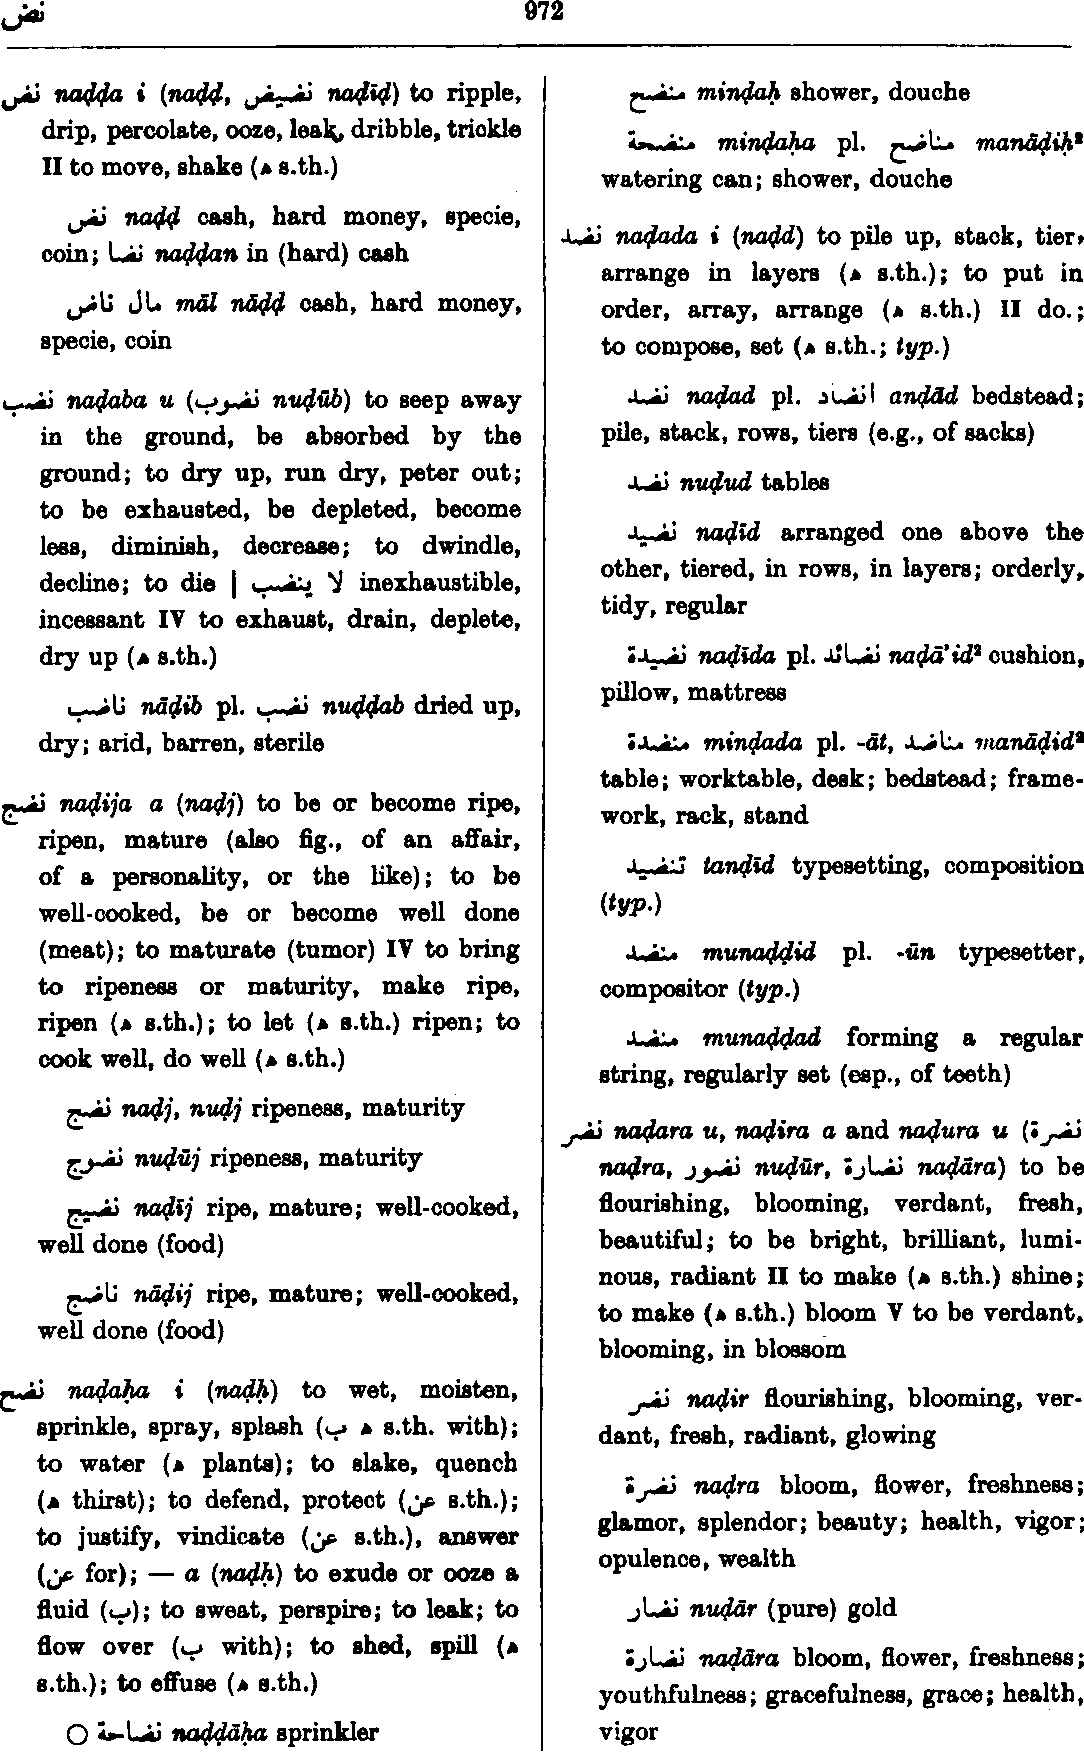 نض
972
نض naḍḍa i (naḍḍ, نضيض naḍīḍ) to ripple,
drip, percolate, ooze, leak, dribble, trickle
II to move, shake (ه s.th.)
نض naḍḍ cash, hard money, specie,
coin; نضا naḍḍan in (hard) cash
مال ناض māl nāḍḍ cash, hard money,
specie, coin
نضب naḍaba u (نضوب nuḍūb) to seep away
in the ground, be absorbed by the
ground; to dry up, run dry, peter out;
to be exhausted, be depleted, become
less, diminish, decrease; to dwindle,
decline; to die | لا ينضب inexhaustible,
incessant IV to exhaust, drain, deplete,
dry up (ه s.th.)
ناضب nāḍib pl. نضب nuḍḍab dried up,
dry; arid, barren, sterile
نضج naḍija a (naḍj) to be or become ripe,
ripen, mature (also fig., of an affair,
of a personality, or the like); to be
well-cooked, be or become well done
(meat); to maturate (tumor) IV to bring
to ripeness or maturity, make ripe,
ripen (ه s.th.); to let (ه s.th.) ripen; to
cook well, do well (ه s.th.)
نضج naḍj, nuḍj ripeness, maturity
نضوج nuḍūj ripeness, maturity
نضيج naḍīj ripe, mature; well-cooked,
well done (food)
ناضج nāḍij ripe, mature; well-cooked,
well done (food)
نضح naḍaḥa i (naḍḥ) to wet, moisten,
sprinkle, spray, splash (ب ه s.th. with);
to water (ه plants); to slake, quench
(ه thirst); to defend, protect (عن s.th.);
to justify, vindicate (عن s.th.), answer
(عن for); — a (naḍḥ) to exude or ooze a
fluid (ب); to sweat, perspire; to leak; to
flow over (ب with); to shed, spill (ه
s.th.); to effuse (ه s.th.)
○ نضاحة naḍḍāḥa sprinkler
منضح minḍaḥ shower, douche
منضحة minḍaḥa pl. مناضح manāḍiḥ²
watering can; shower, douche
نضد naḍada i (naḍd) to pile up, stack, tier,
arrange in layers (ه s.th.); to put in
order, array, arrange (ه s.th.) II do.;
to compose, set (ه s.th.; typ.)
نضد naḍad pl. انضاد anḍād bedstead;
pile, stack, rows, tiers (e.g., of sacks)
نضد nuḍud tables
نضيد naḍīd arranged one above the
other, tiered, in rows, in layers; orderly,
tidy, regular
نضيدة naḍīda pl. نضائد naḍā'id² cushion,
pillow, mattress
منضدة minḍada pl. -āt, مناضد manāḍid²
table; worktable, desk; bedstead; frame-
work, rack, stand
تنضيد tanḍīd typesetting, composition
(typ.)
منضد munaḍḍid pl. -ūn typesetter,
compositor (typ.)
منضد munaḍḍad forming a regular
string, regularly set (esp., of teeth)
نضر naḍara u, naḍira a and naḍura u (نضرة
naḍra, نضور nuḍūr, نضارة naḍāra) to be
flourishing, blooming, verdant, fresh,
beautiful; to be bright, brilliant, lumi-
nous, radiant II to make (ه s.th.) shine;
to make (ه s.th.) bloom V to be verdant,
blooming, in blossom
نضر naḍir flourishing, blooming, ver-
dant, fresh, radiant, glowing
نضرة naḍra bloom, flower, freshness;
glamor, splendor; beauty; health, vigor;
opulence, wealth
نضار nuḍār (pure) gold
نضارة naḍāra bloom, flower, freshness;
youthfulness; gracefulness, grace; health,
vigor